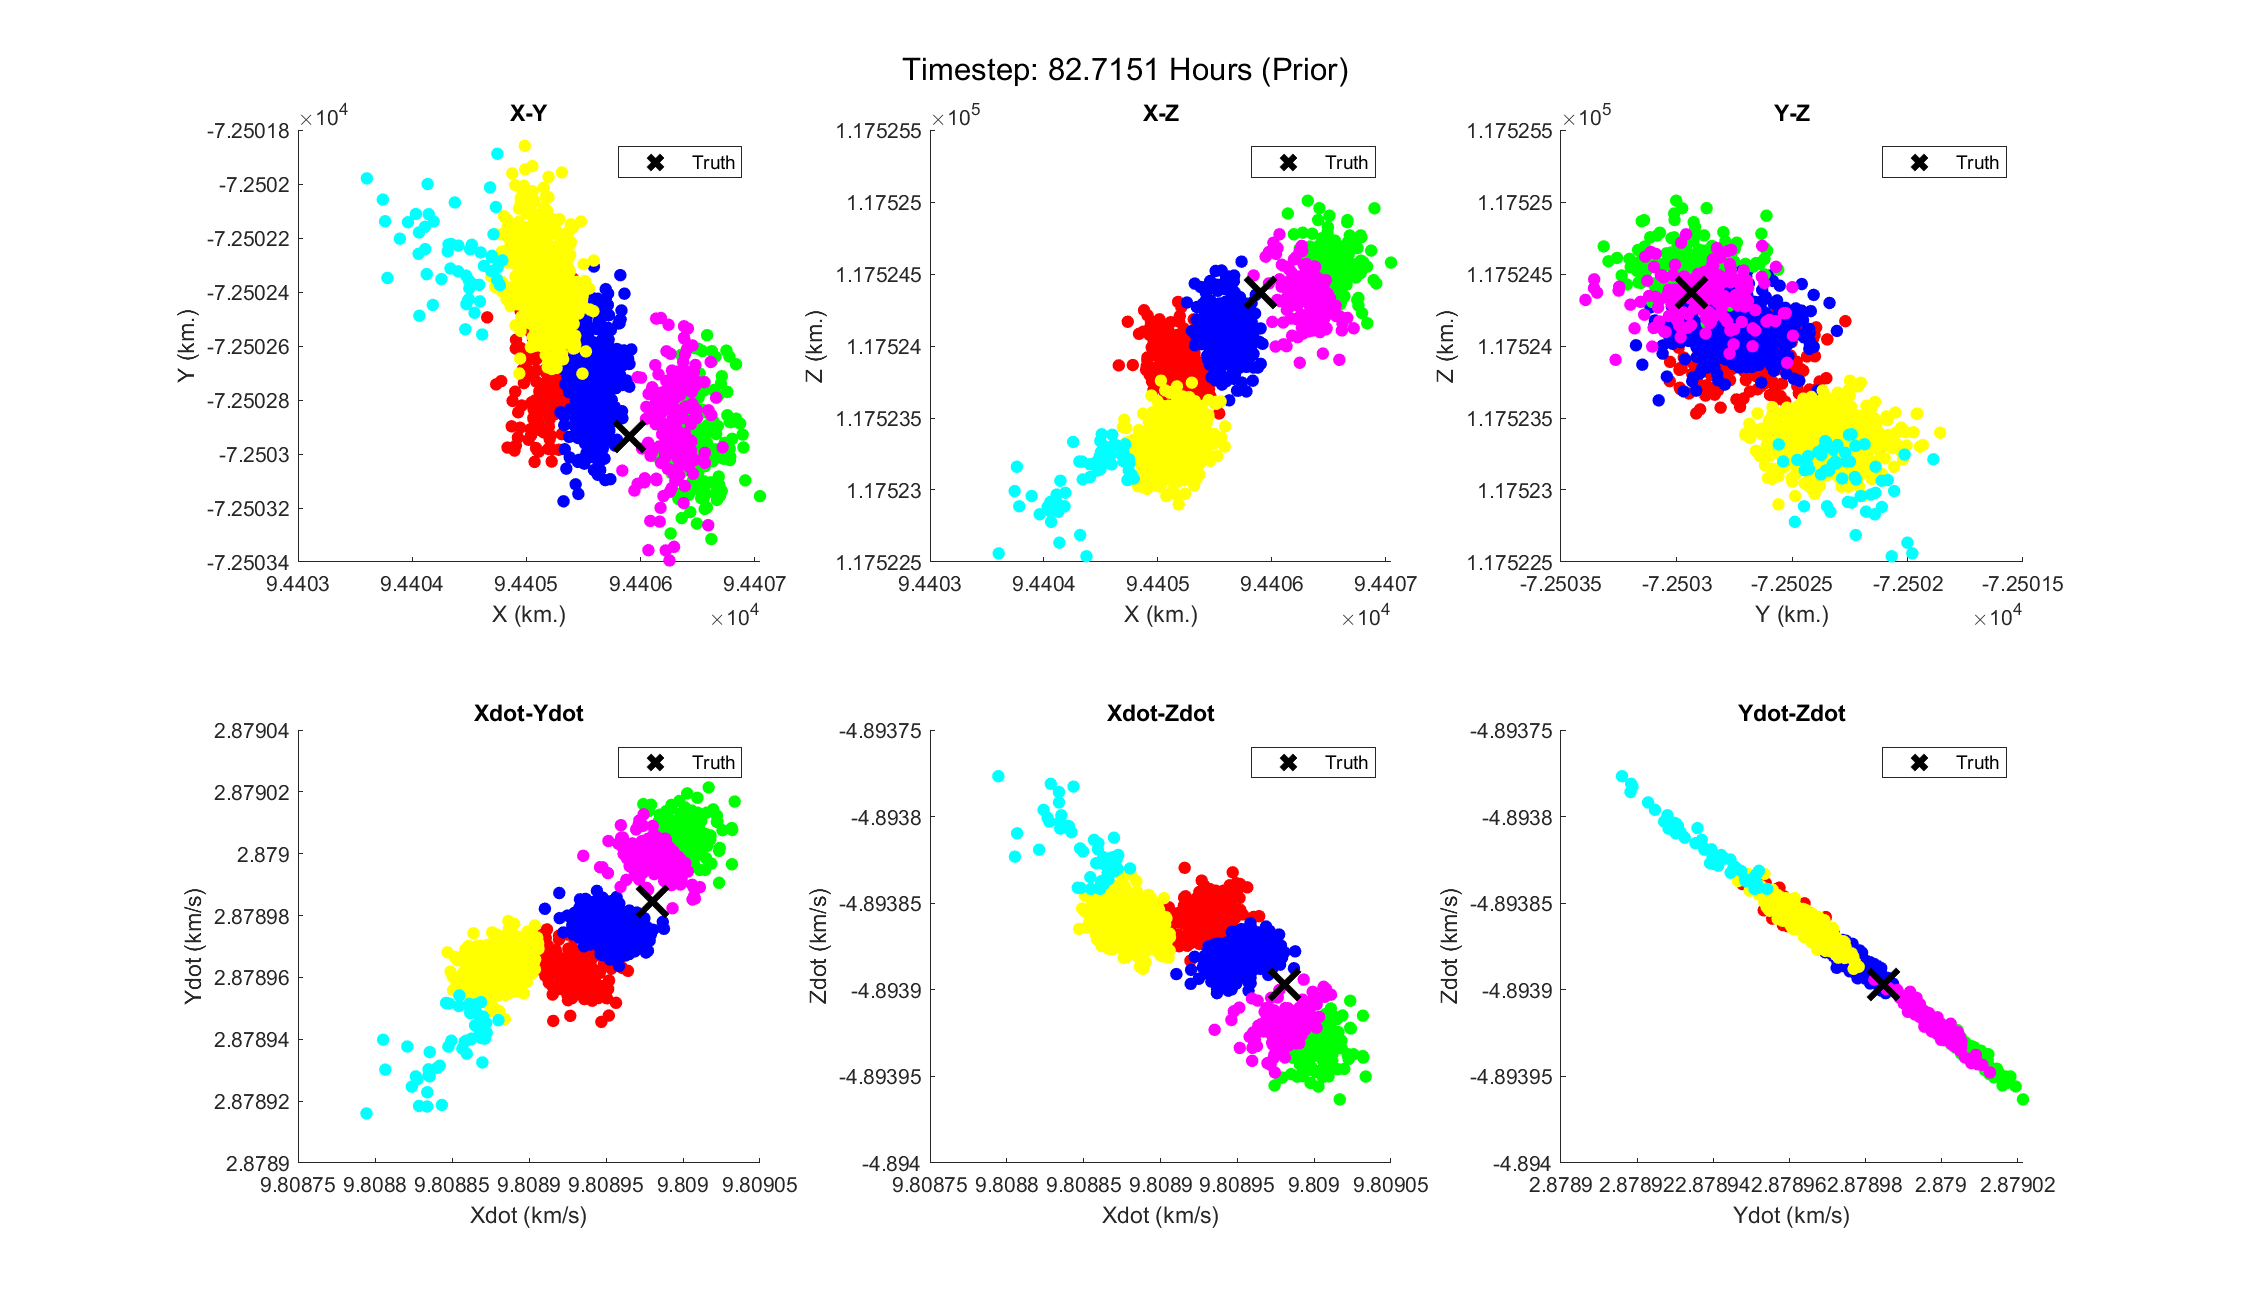 Timestep: 82.7151 Hours (Prior)
X-Y
×10^4
-7.25018
-7.2502
-7.25022
-7.25024
-7.25026
-7.25028
-7.2503
-7.25032
-7.25034
Y (km.)
Truth
9.4403 9.4404 9.4405 9.4406 9.4407
X (km.)
×10^4
X-Z
×10^5
1.175255
1.17525
1.175245
1.17524
1.175235
1.17523
1.175225
Z (km.)
Truth
9.4403 9.4404 9.4405 9.4406 9.4407
X (km.)
×10^4
Y-Z
×10^5
1.175255
1.17525
1.175245
1.17524
1.175235
1.17523
1.175225
Z (km.)
Truth
-7.25035 -7.2503 -7.25025 -7.2502 -7.25015
Y (km.)
×10^4
Xdot-Ydot
2.87904
2.87902
2.879
2.87898
2.87896
2.87894
2.87892
2.8789
Ydot (km/s)
Truth
9.80875 9.8088 9.80885 9.8089 9.80895 9.809 9.80905
Xdot (km/s)
Xdot-Zdot
-4.89375
-4.8938
-4.89385
-4.8939
-4.89395
-4.894
Zdot (km/s)
Truth
9.80875 9.8088 9.80885 9.8089 9.80895 9.809 9.80905
Xdot (km/s)
Ydot-Zdot
-4.89375
-4.8938
-4.89385
-4.8939
-4.89395
-4.894
Zdot (km/s)
Truth
2.8789 2.87892 2.87894 2.87896 2.87898 2.879 2.87902
Ydot (km/s)